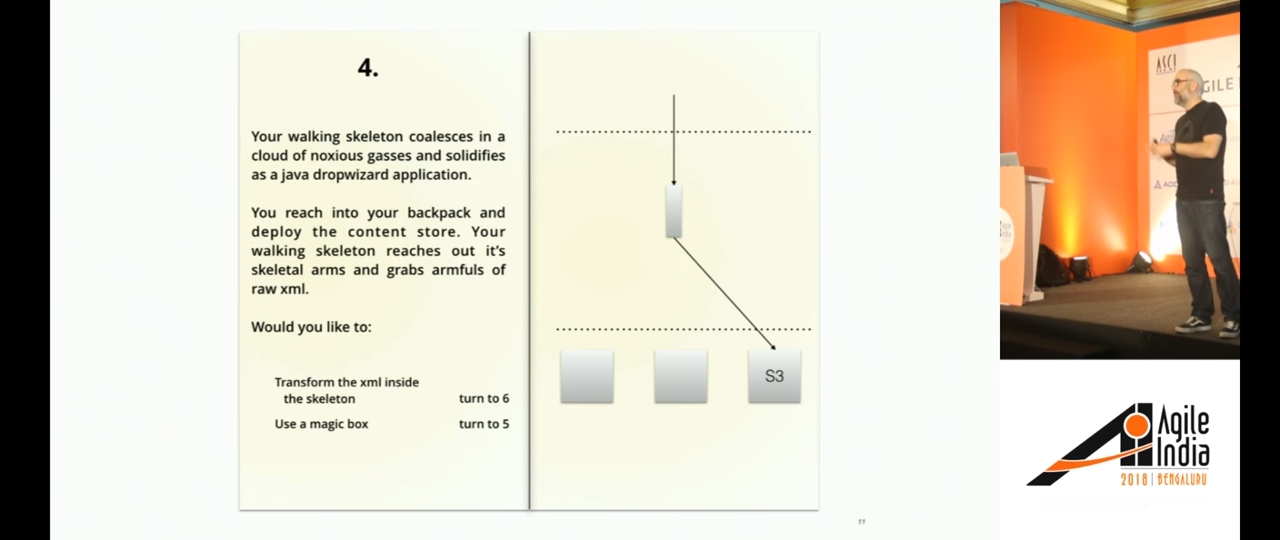 4.
Your walking skeleton coalesces in a
cloud of noxious gasses and solidifies
as a java dropwizard application.
You reach into your backpack and
deploy the content store. Your
walking skeleton reaches out it's
skeletal arms and grabs armfuls of
raw xml.
Would you like to:
Transform the xml inside
the skeleton turn to 6
Use a magic box turn to 5
S3
ASCI
GILE
Agile
India
2018 | BENGALURU